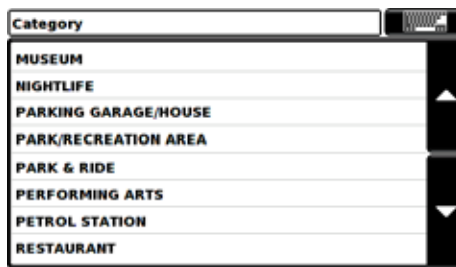 Category
MUSEUM
NIGHTLIFE
PARKING GARAGE/HOUSE
PARK/RECREATION AREA
PARK & RIDE
PERFORMING ARTS
PETROL STATION
RESTAURANT